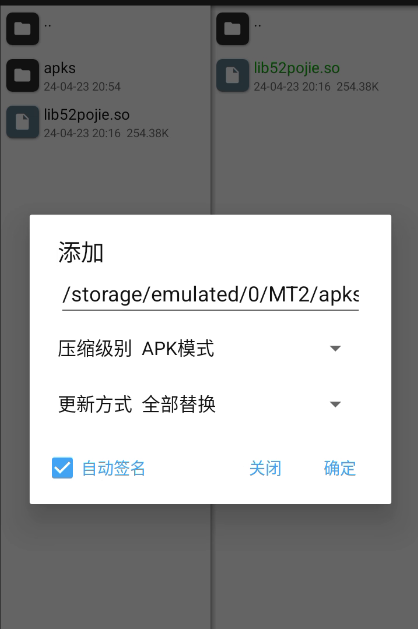 ..
apks
24-04-23 20:54
lib52pojie.so
24-04-23 20:16 254.38K
..
lib52pojie.so
24-04-23 20:16 254.38K
添加
/storage/emulated/0/MT2/apks
压缩级别 APK模式
更新方式 全部替换
自动签名
关闭
确定